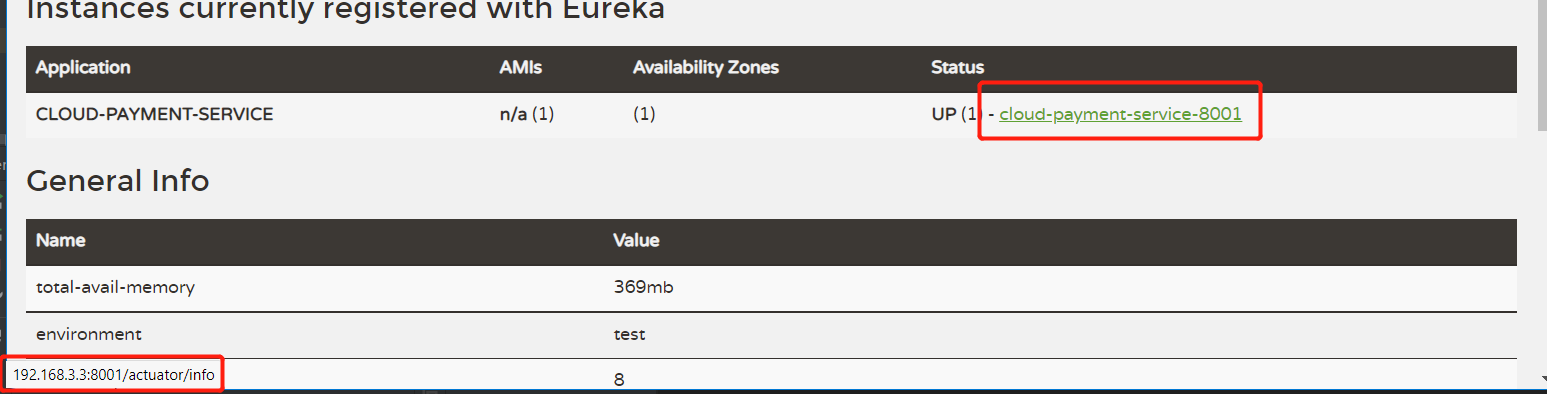 Instances currently registered with Eureka
Application AMIs Availability Zones Status
CLOUD-PAYMENT-SERVICE n/a (1) (1) UP (1) - cloud-payment-service-8001
General Info
Name Value
total-avail-memory 369mb
environment test
8
192.168.3.3:8001/actuator/info